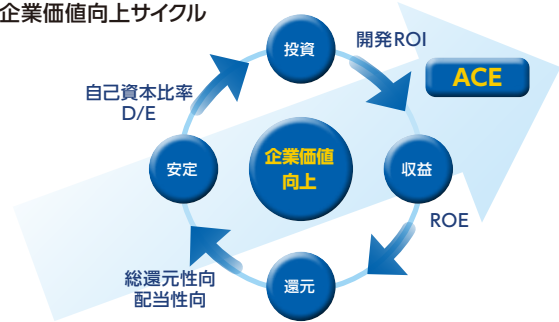 企業価値向上サイクル
投資
開発ROI
ACE
自己資本比率
D/E
安定
企業価値
向上
収益
ROE
総還元性向
配当性向
還元